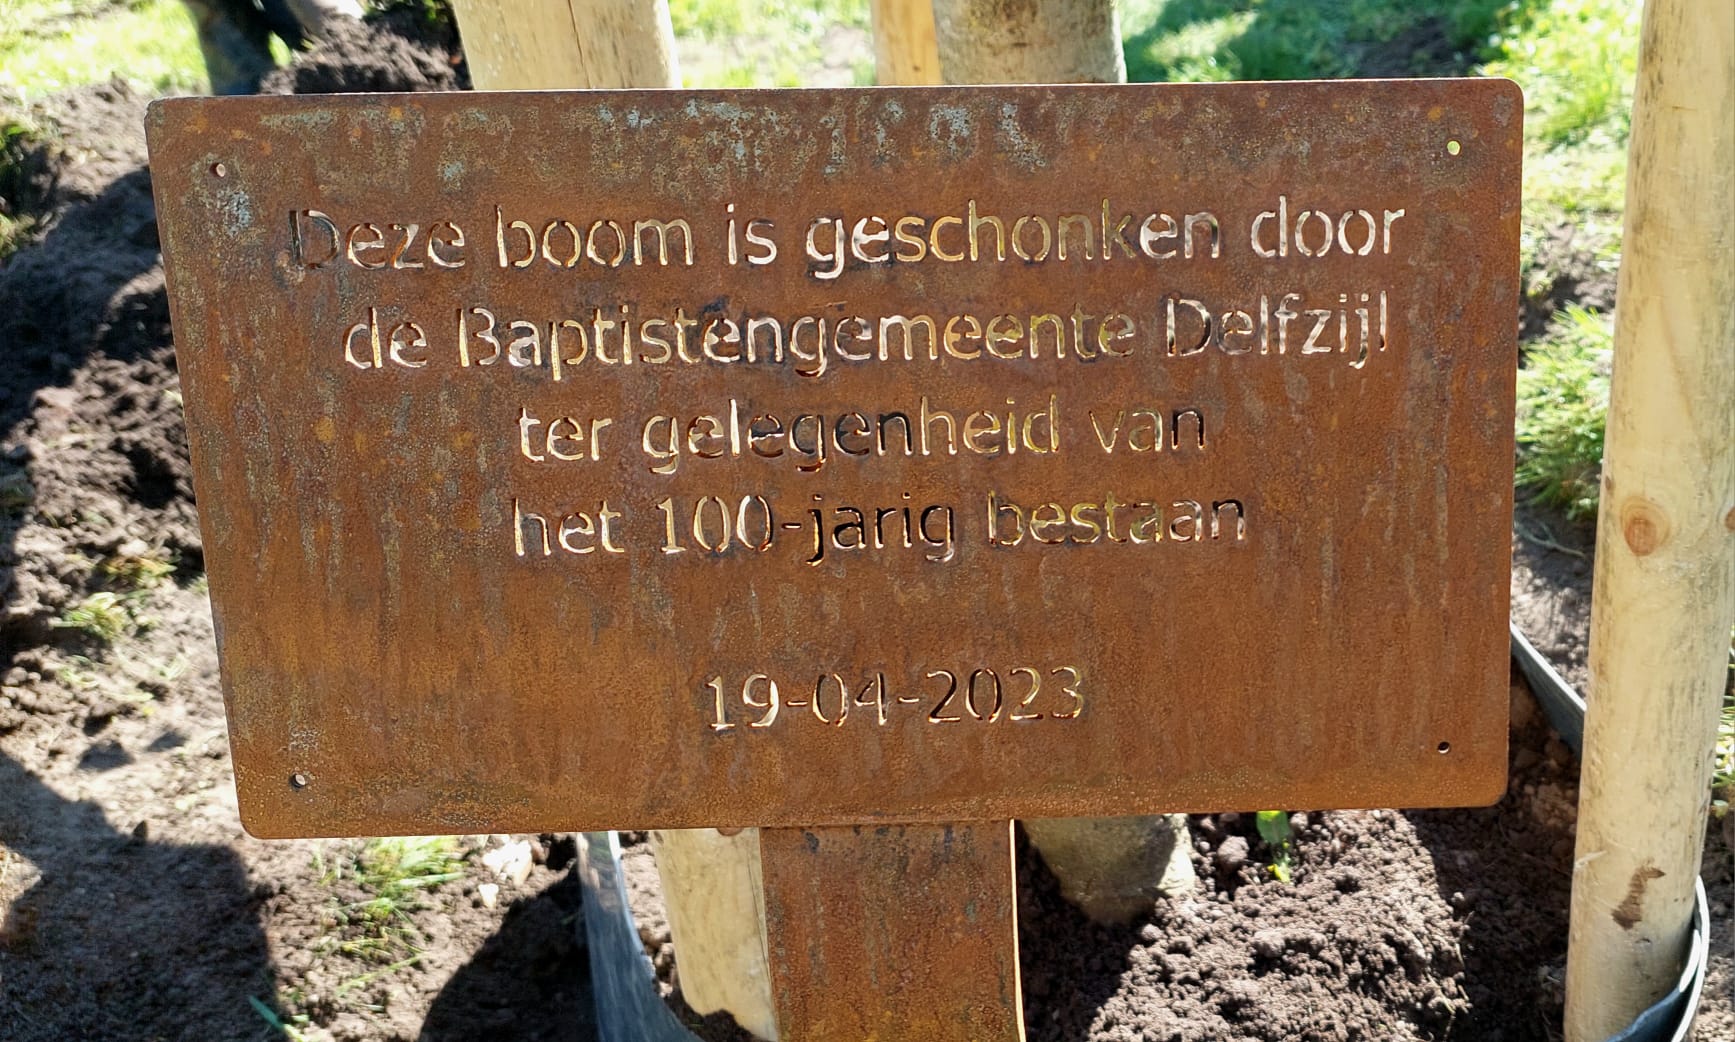 Deze boom is geschonken door
de Baptistengemeente Delfzijl
ter gelegenheid van
het 100-jarig bestaan
19-04-2023